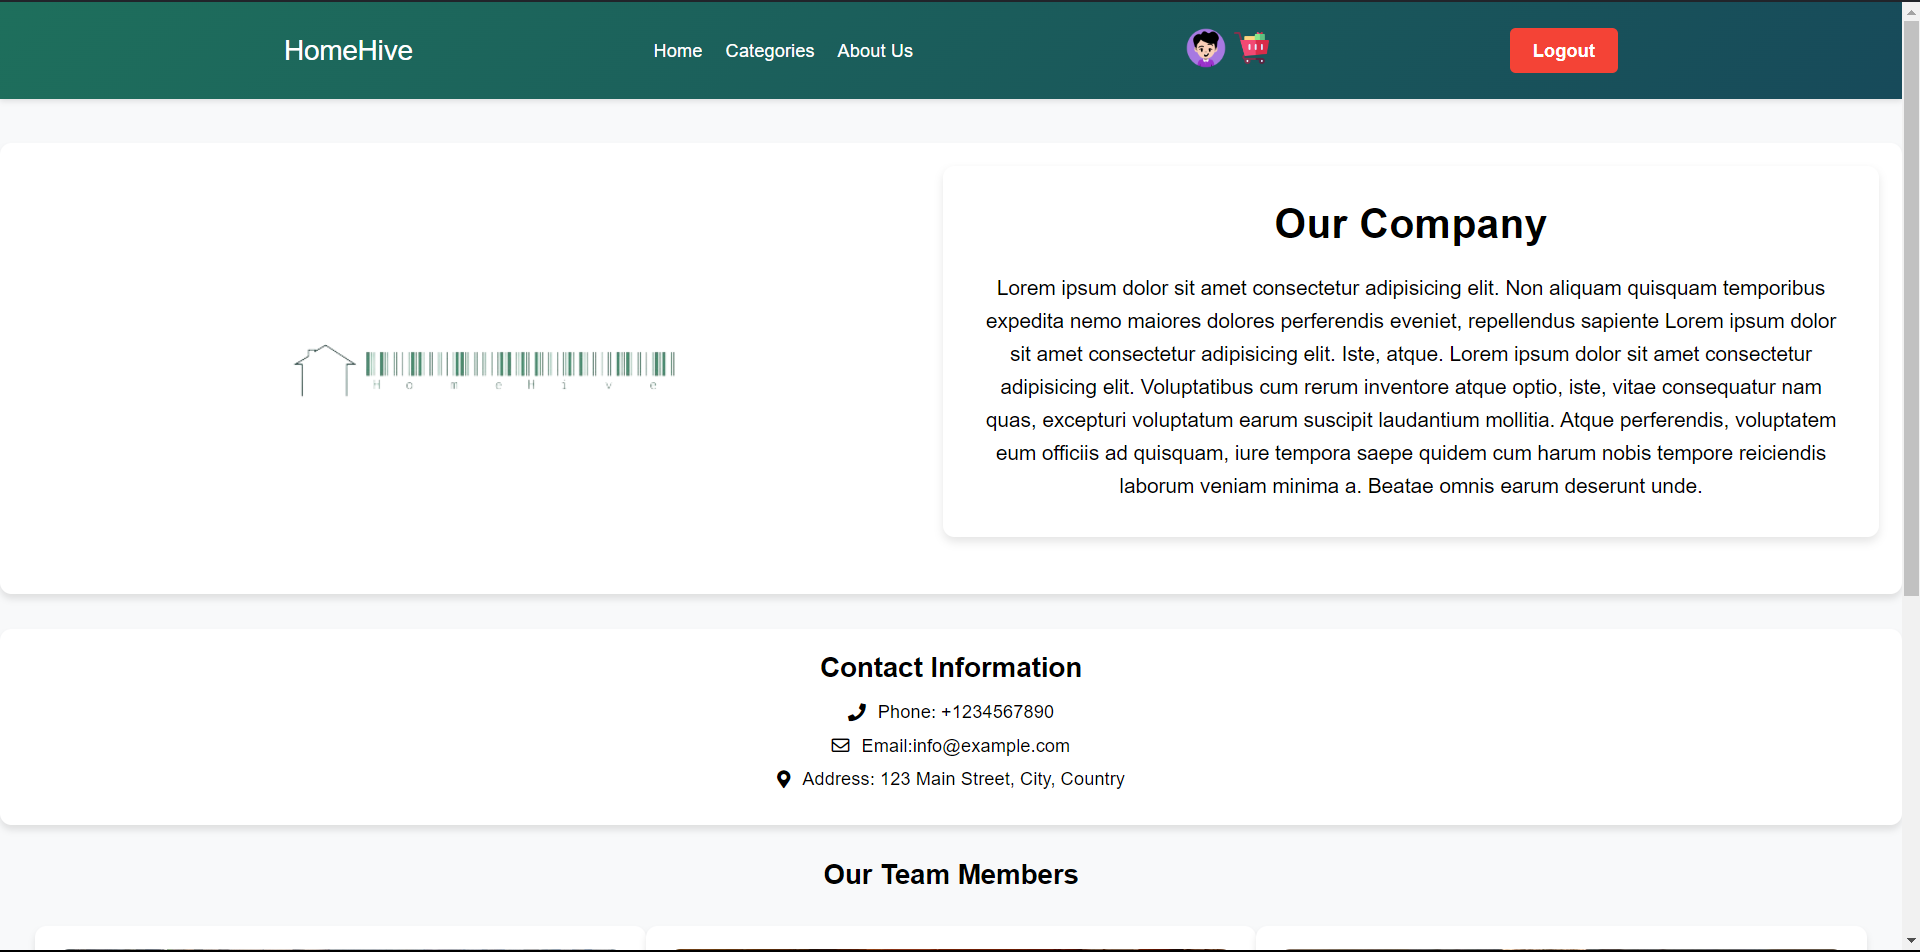 HomeHive
Home Categories About Us
Logout
HomeHive
Our Company
Lorem ipsum dolor sit amet consectetur adipisicing elit. Non aliquam quisquam temporibus
expedita nemo maiores dolores perferendis eveniet, repellendus sapiente Lorem ipsum dolor
sit amet consectetur adipisicing elit. Iste, atque. Lorem ipsum dolor sit amet consectetur
adipisicing elit. Voluptatibus cum rerum inventore atque optio, iste, vitae consequatur nam
quas, excepturi voluptatum earum suscipit laudantium mollitia. Atque perferendis, voluptatem
eum officiis ad quisquam, iure tempora saepe quidem cum harum nobis tempore reiciendis
laborum veniam minima a. Beatae omnis earum deserunt unde.
Contact Information
Phone: +1234567890
Email:info@example.com
Address: 123 Main Street, City, Country
Our Team Members